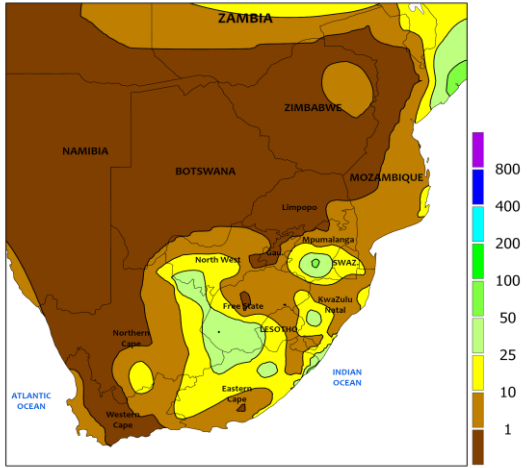 ZAMBIA
ZIMBABWE
NAMIBIA
BOTSWANA
MOZAMBIQUE
Limpopo
Mpumalanga
Gau.
SWAZ.
North West
Free State
KwaZulu
Natal
LESOTHO
Northern
Cape
Eastern
Cape
Western
Cape
ATLANTIC
OCEAN
INDIAN
OCEAN
800
400
200
100
50
25
10
1